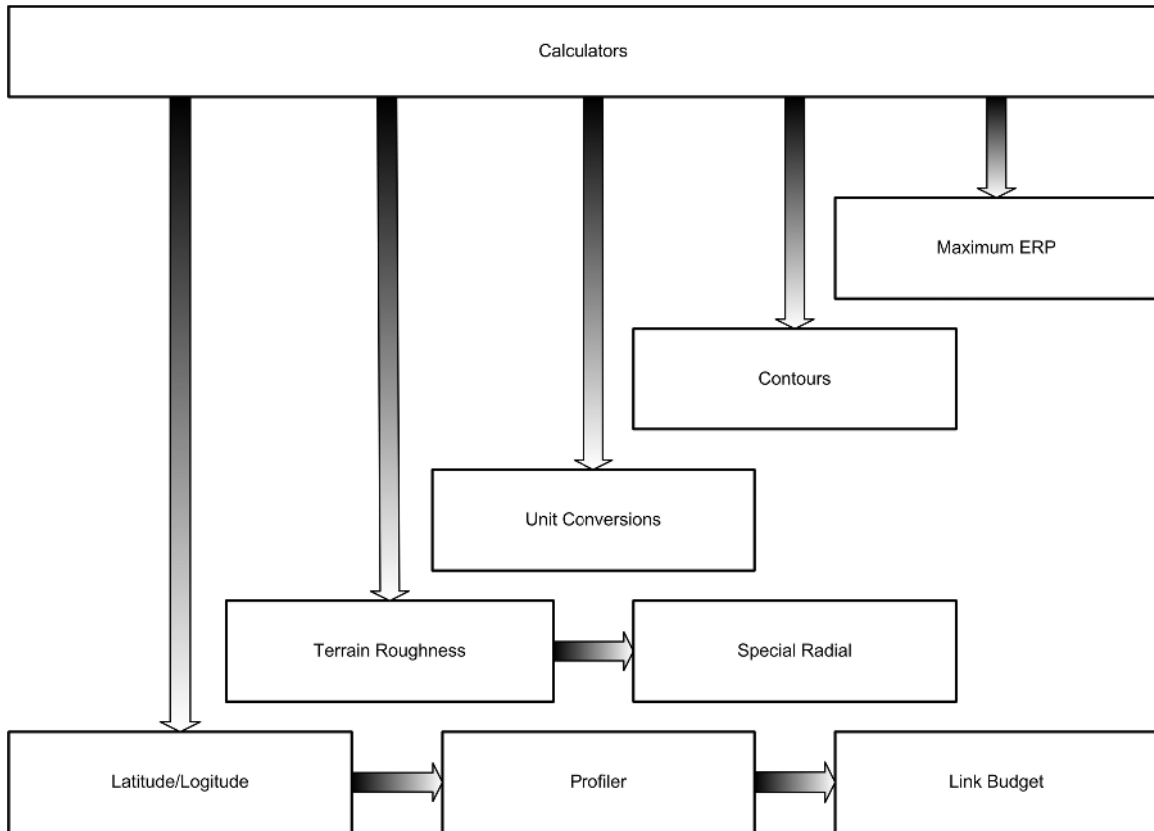 Calculators
Maximum ERP
Contours
Unit Conversions
Terrain Roughness
Special Radial
Latitude/Logitude
Profiler
Link Budget